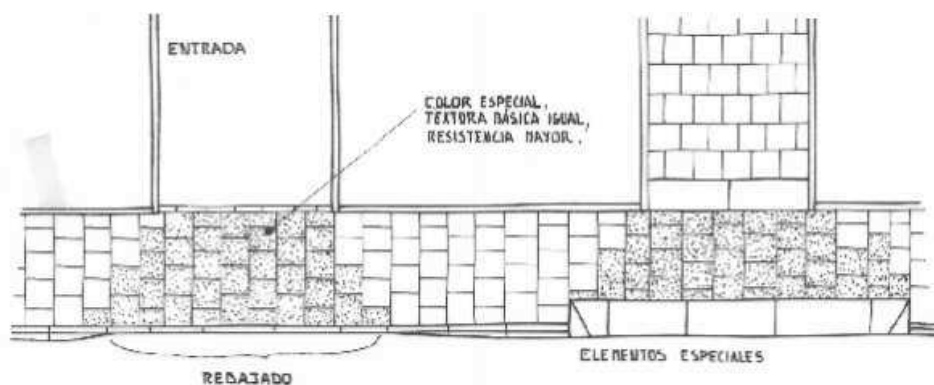 ENTRADA
COLOR ESPECIAL,
TEXTURA BÁSICA IGUAL,
RESISTENCIA MAYOR.
ELEMENTOS ESPECIALES
REBAJADO